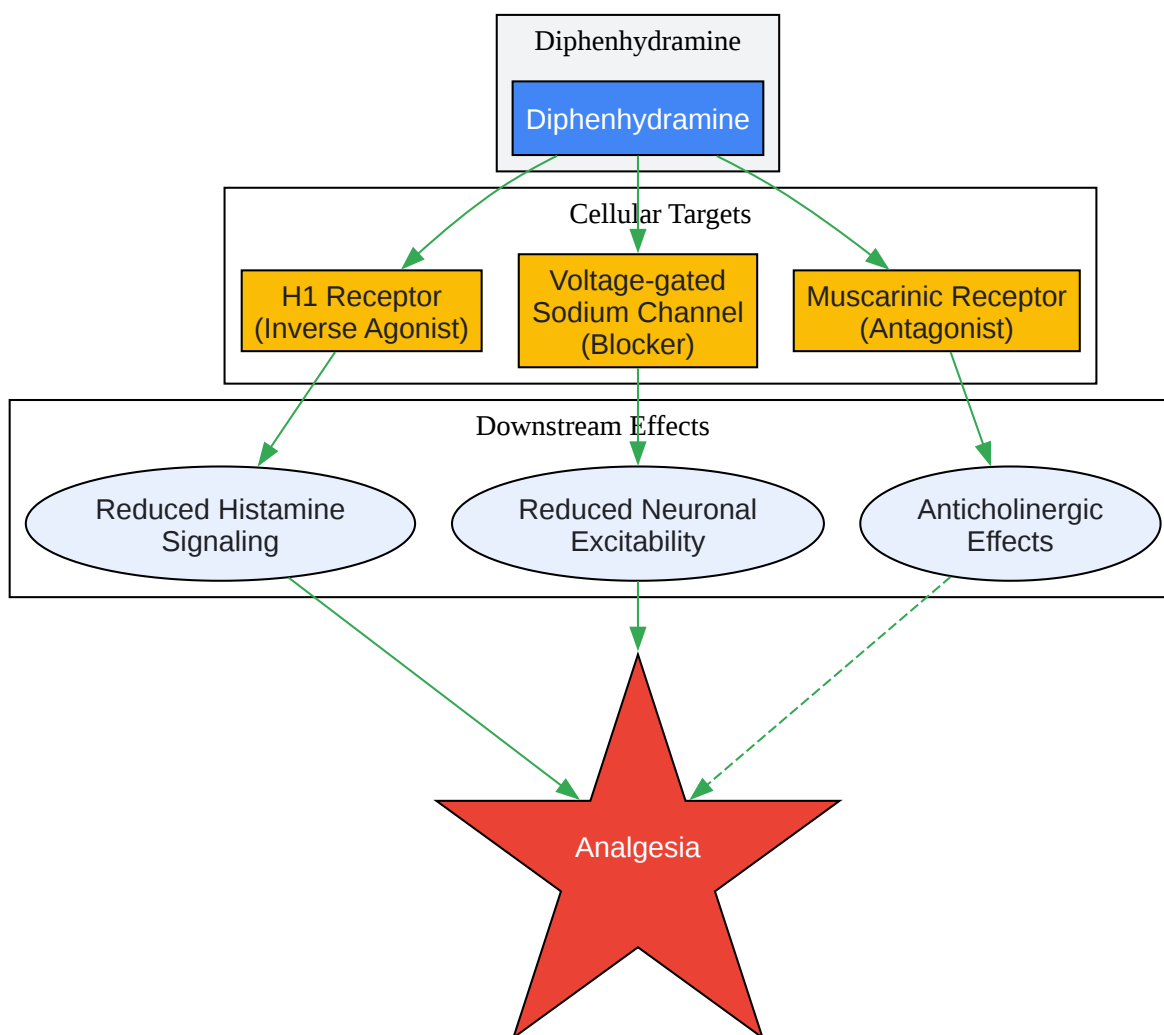 Diphenhydramine
Diphenhydramine
Cellular Targets
H1 Receptor
(Inverse Agonist)
Voltage-gated
Sodium Channel
(Blocker)
Muscarinic Receptor
(Antagonist)
Downstream Effects
Reduced Histamine
Signaling
Reduced Neuronal
Excitability
Anticholinergic
Effects
Analgesia